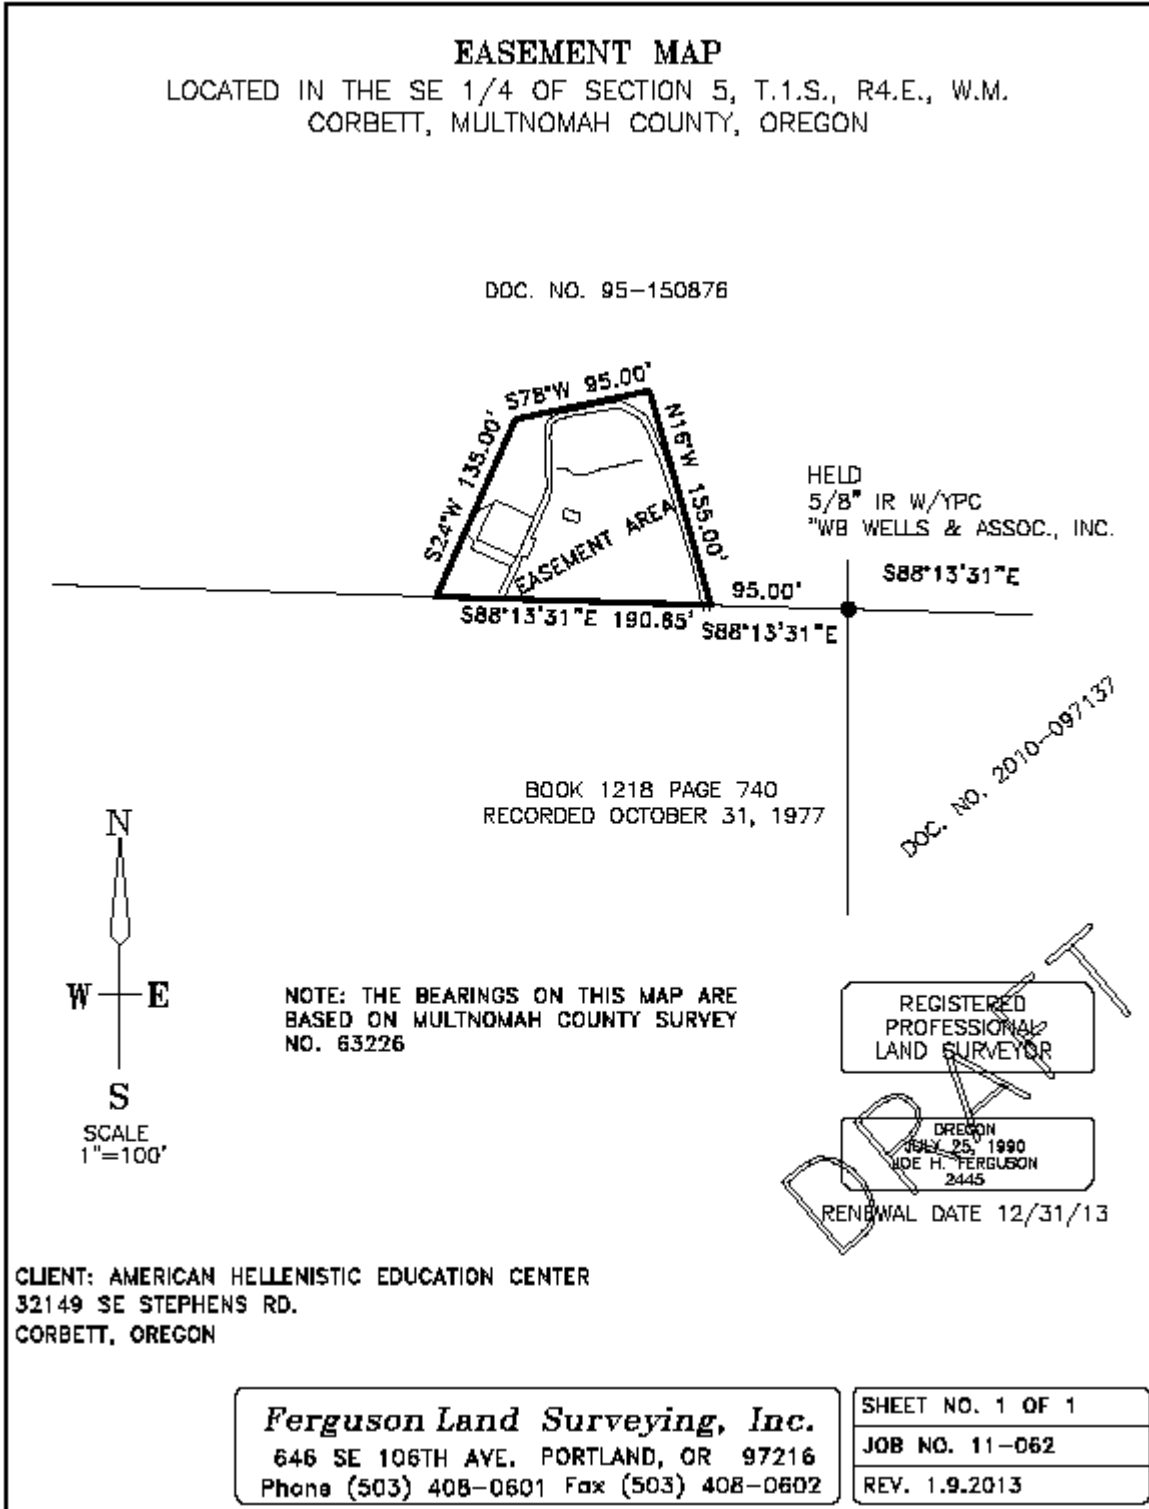 EASEMENT MAP
LOCATED IN THE SE 1/4 OF SECTION 5, T.1.S., R4.E., W.M.
CORBETT, MULTNOMAH COUNTY, OREGON
DOC. NO. 95-150876
S78°W 95.00'
S24°W 135.00'
N16°W 155.00'
EASEMENT AREA
HELD
5/8" IR W/YPC
"WB WELLS & ASSOC., INC.
S88°13'31"E
95.00'
S88°13'31"E 190.65'
S88°13'31"E
DOC. NO. 2010-097137
BOOK 1218 PAGE 740
RECORDED OCTOBER 31, 1977
N
W E
S
SCALE
1"=100'
NOTE: THE BEARINGS ON THIS MAP ARE
BASED ON MULTNOMAH COUNTY SURVEY
NO. 63226
REGISTERED
PROFESSIONAL
LAND SURVEYOR
OREGON
JULY 25, 1990
JOE H. FERGUSON
2445
RENEWAL DATE 12/31/13
DRAFT
CLIENT: AMERICAN HELLENISTIC EDUCATION CENTER
32149 SE STEPHENS RD.
CORBETT, OREGON
Ferguson Land Surveying, Inc.
646 SE 106TH AVE. PORTLAND, OR 97216
Phone (503) 408-0601 Fax (503) 408-0602
SHEET NO. 1 OF 1
JOB NO. 11-062
REV. 1.9.2013